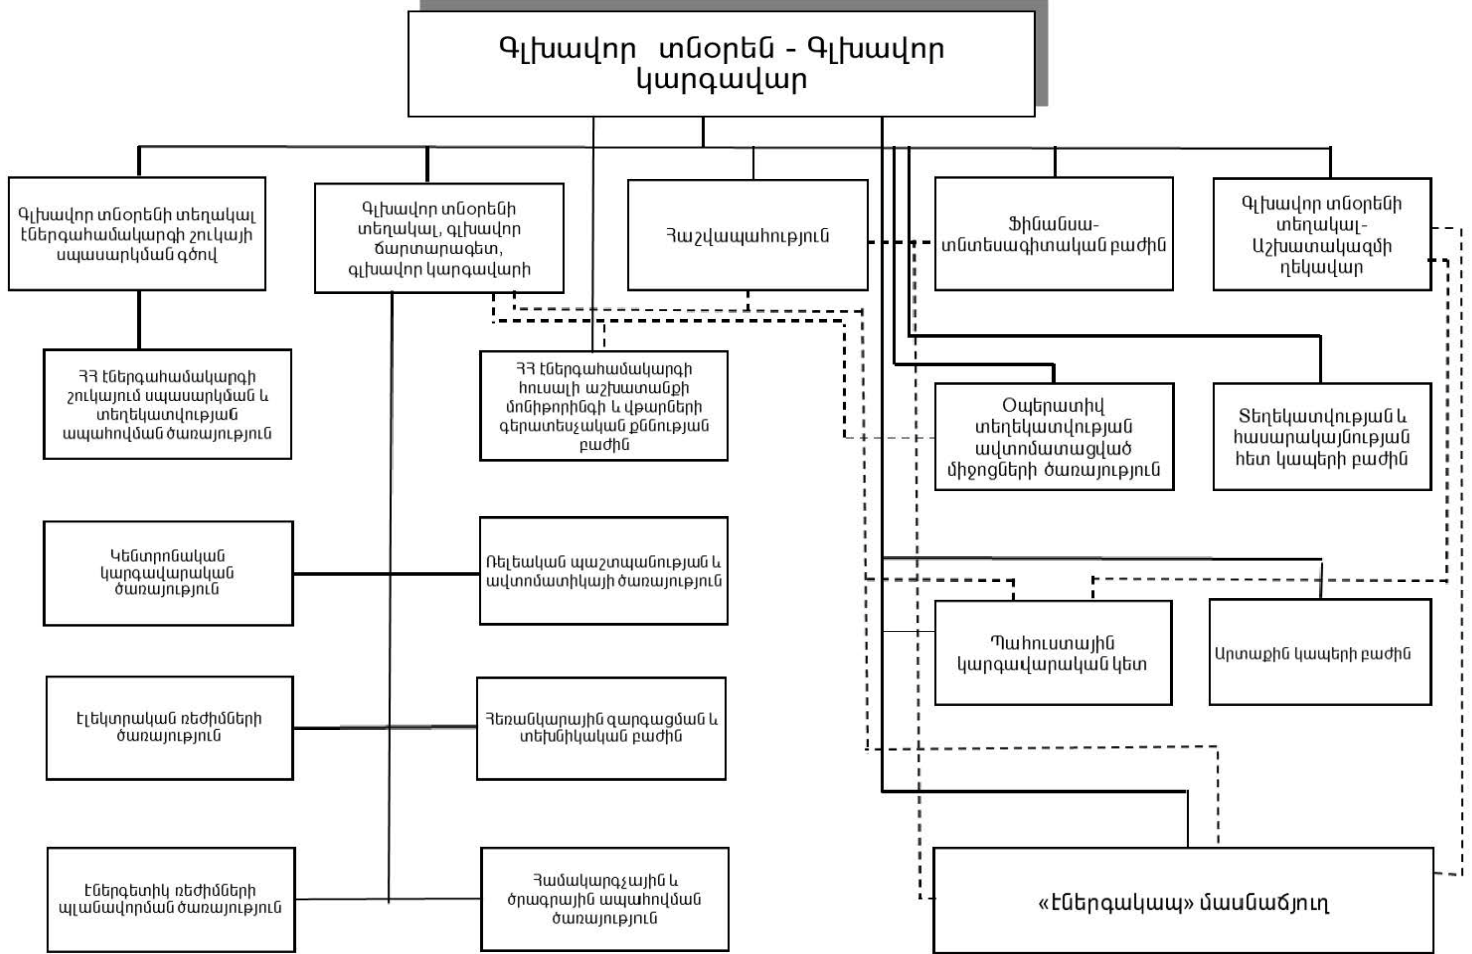 Գլխավոր տնօրեն - Գլխավոր
կարգավար
Գլխավոր տնօրենի տեղակալ
էներգահամակարգի շուկայի
սպասարկման գծով
Գլխավոր տնօրենի
տեղակալ, գլխավոր
ճարտարագետ,
գլխավոր կարգավարի
Հաշվապահություն
Ֆինանսա-
տնտեսագիտական բաժին
Գլխավոր տնօրենի
տեղակալ-
Աշխատակազմի
ղեկավար
ՀՀ էներգահամակարգի
շուկայում սպասարկման և
տեղեկատվության
ապահովման ծառայություն
ՀՀ էներգահամակարգի
հուսալի աշխատանքի
մոնիթորինգի և վթարների
գերատեսչական քննության
բաժին
Օպերատիվ
տեղեկատվության
ավտոմատացված
միջոցների ծառայություն
Տեղեկատվության և
հասարակայնության
հետ կապերի բաժին
Կենտրոնական
կարգավարական
ծառայություն
Ռելեական պաշտպանության և
ավտոմատիկայի ծառայություն
Պահուստային
կարգավարական կետ
Արտաքին կապերի բաժին
Էլեկտրական ռեժիմների
ծառայություն
Հեռանկարային զարգացման և
տեխնիկական բաժին
Էներգետիկ ռեժիմների
պլանավորման ծառայություն
Համակարգչային և
ծրագրային ապահովման
ծառայություն
«Էներգակապ» մասնաճյուղ